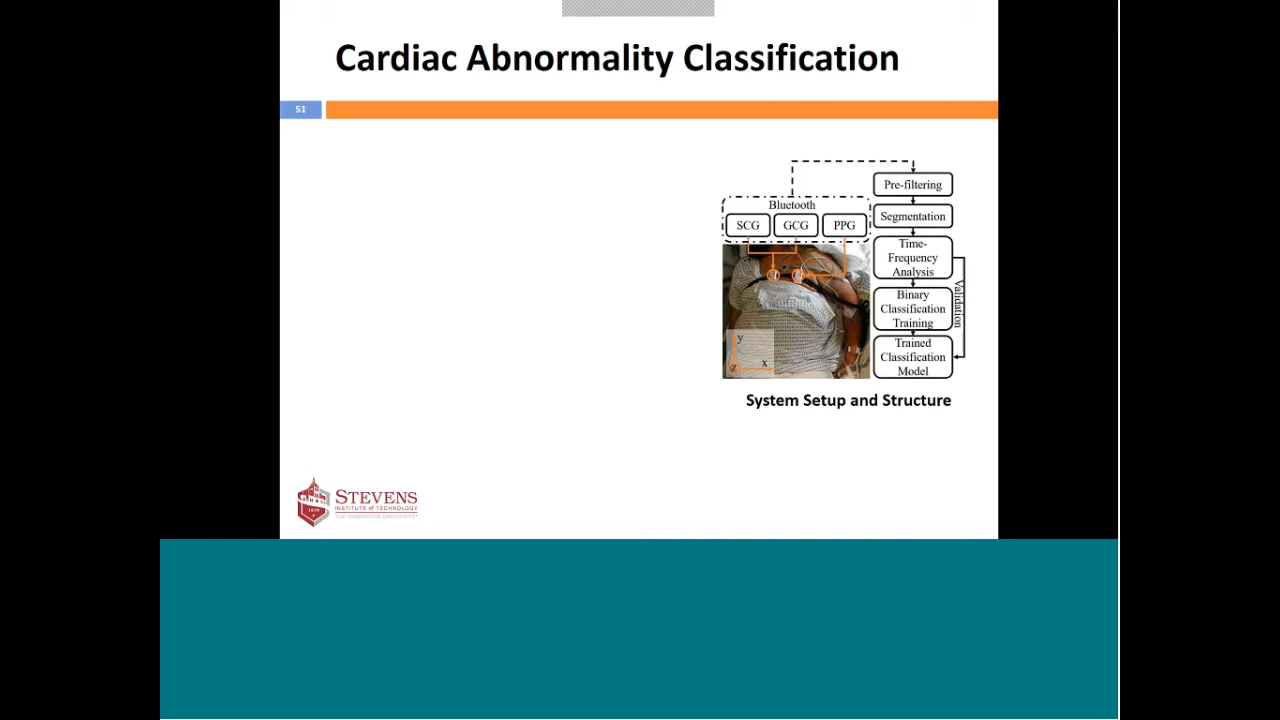 Cardiac Abnormality Classification
51
Bluetooth
SCG GCG PPG
Pre-filtering
Segmentation
Time-
Frequency
Analysis
Binary
Classification
Training
Trained
Classification
Model
Validation
y
x
z
System Setup and Structure
STEVENS
INSTITUTE of TECHNOLOGY
THE INNOVATION UNIVERSITY
1870